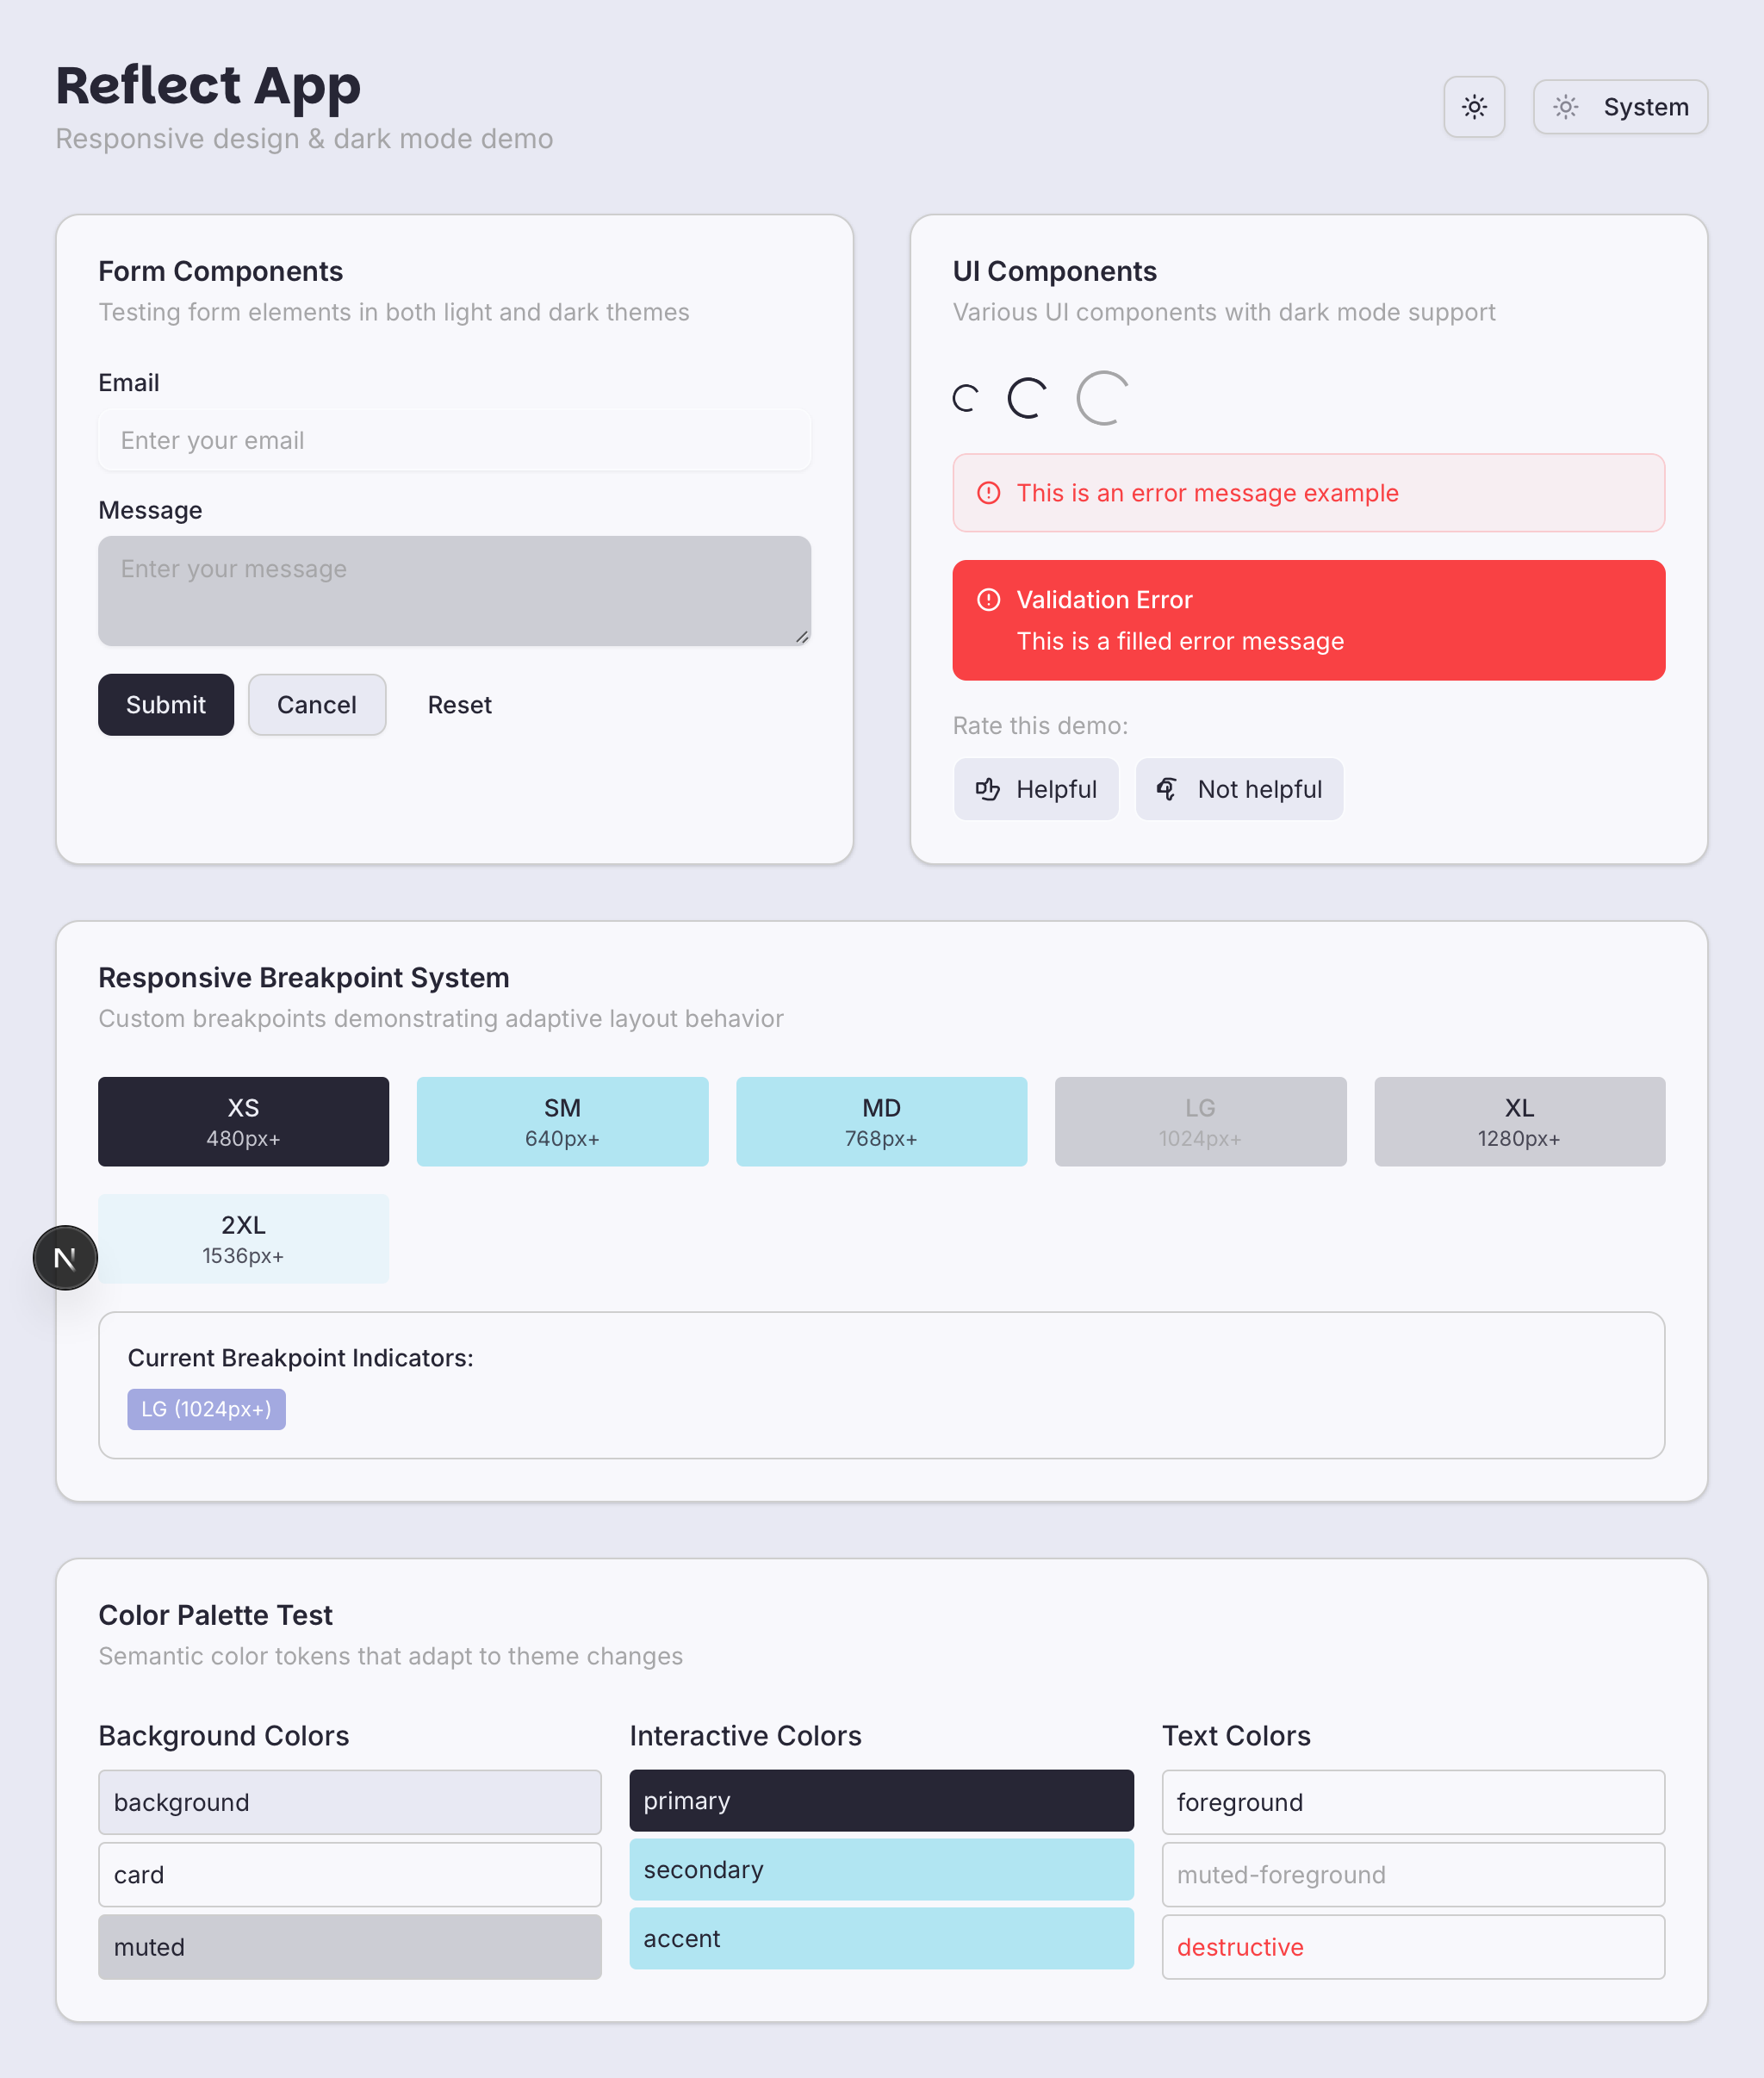 Reflect App
Responsive design & dark mode demo
System
Form Components
Testing form elements in both light and dark themes
Email
Enter your email
Message
Enter your message
Submit
Cancel
Reset
UI Components
Various UI components with dark mode support
This is an error message example
Validation Error
This is a filled error message
Rate this demo:
Helpful
Not helpful
Responsive Breakpoint System
Custom breakpoints demonstrating adaptive layout behavior
XS
480px+
SM
640px+
MD
768px+
LG
1024px+
XL
1280px+
2XL
1536px+
N
Current Breakpoint Indicators:
LG (1024px+)
Color Palette Test
Semantic color tokens that adapt to theme changes
Background Colors
background
card
muted
Interactive Colors
primary
secondary
accent
Text Colors
foreground
muted-foreground
destructive